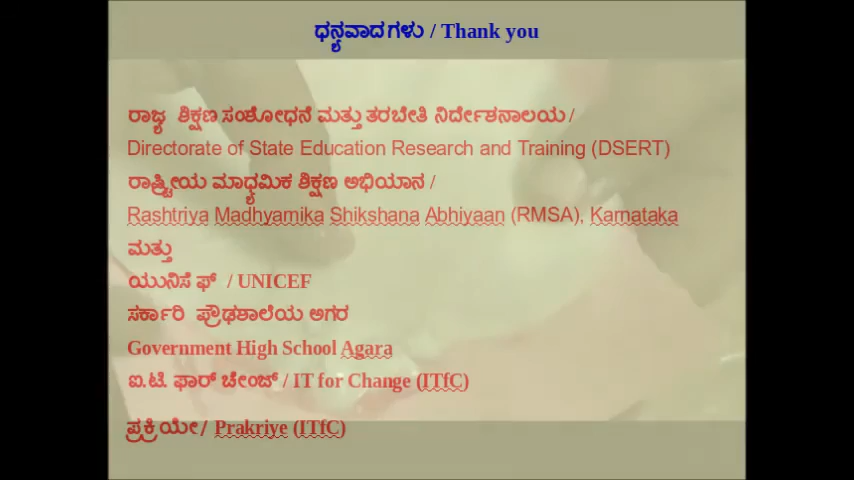 ಧನ್ಯವಾದಗಳು / Thank you
ರಾಜ್ಯ ಶಿಕ್ಷಣ ಸಂಶೋಧನೆ ಮತ್ತು ತರಬೇತಿ ನಿರ್ದೇಶನಾಲಯ /
Directorate of State Education Research and Training (DSERT)
ರಾಷ್ಟ್ರೀಯ ಮಾಧ್ಯಮಿಕ ಶಿಕ್ಷಣ ಅಭಿಯಾನ /
Rashtriya Madhyamika Shikshana Abhiyaan (RMSA), Karnataka
ಮತ್ತು
ಯುನಿಸೆಫ್ / UNICEF
ಸರ್ಕಾರಿ ಪ್ರೌಢಶಾಲೆಯ ಅಗರ
Government High School Agara
ಐ.ಟಿ. ಫಾರ್ ಚೇಂಜ್ / IT for Change (ITfC)
ಪ್ರಕ್ರಿಯೇ / Prakriye (ITfC)